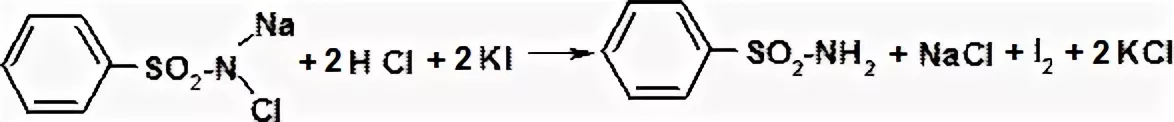 Na
SO₂-N + 2 H Cl + 2 KI ⟶ SO₂-NH₂ + NaCl + I₂ + 2 KCl
Cl